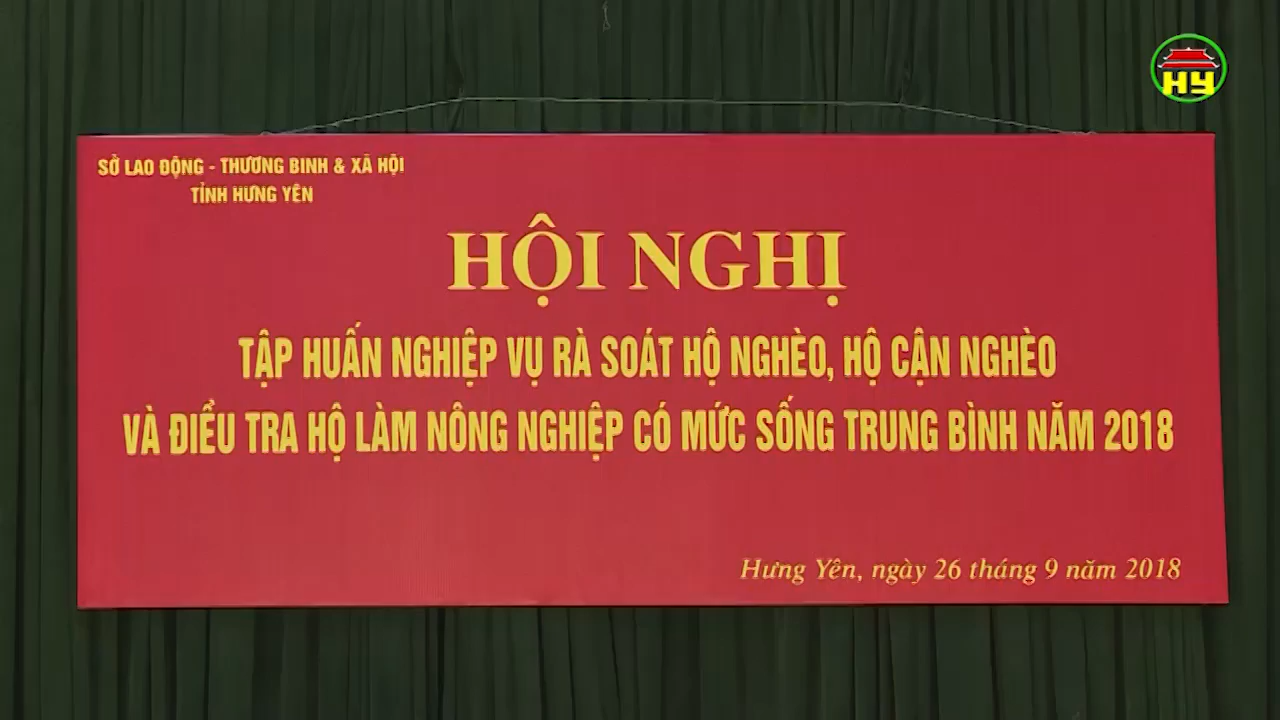 HY
SỞ LAO ĐỘNG - THƯƠNG BINH & XÃ HỘI
TỈNH HƯNG YÊN
HỘI NGHỊ
TẬP HUẤN NGHIỆP VỤ RÀ SOÁT HỘ NGHÈO, HỘ CẬN NGHÈO
VÀ ĐIỀU TRA HỘ LÀM NÔNG NGHIỆP CÓ MỨC SỐNG TRUNG BÌNH NĂM 2018
Hưng Yên, ngày 26 tháng 9 năm 2018